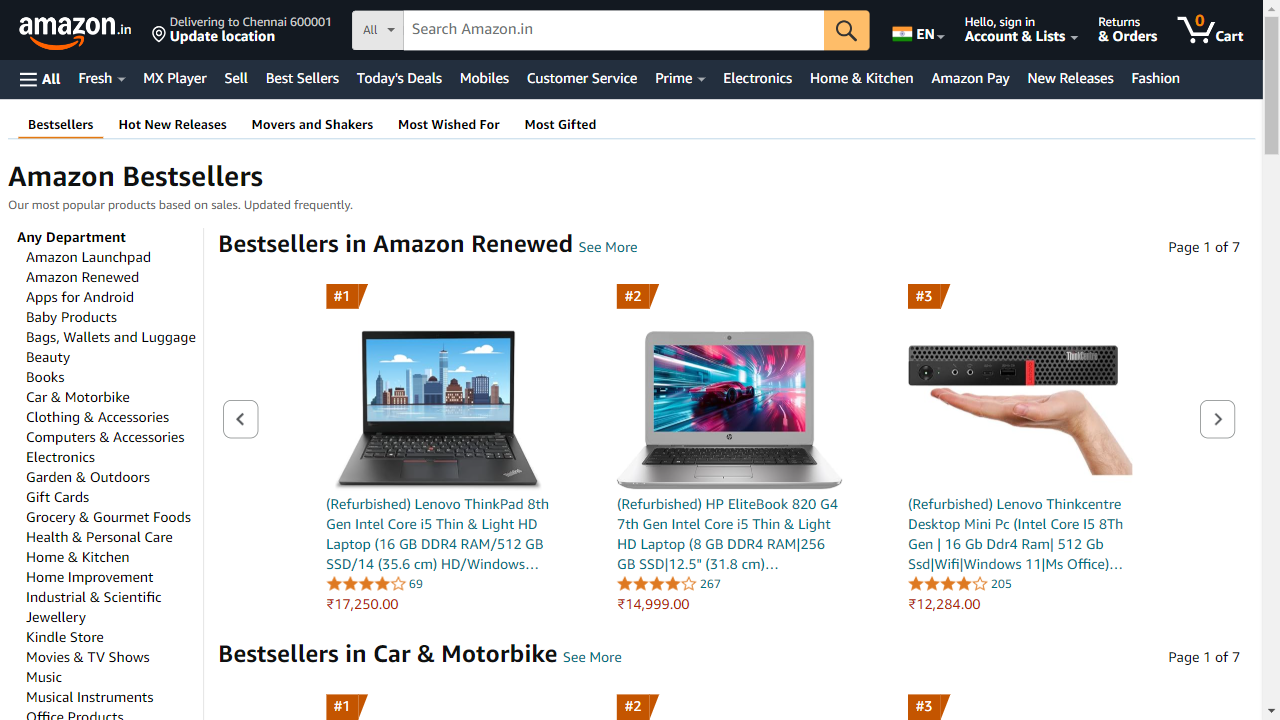 amazon.in
Delivering to Chennai 600001
Update location
All
Search Amazon.in
EN
Hello, sign in
Account & Lists
Returns
& Orders
0
Cart
All
Fresh
MX Player
Sell
Best Sellers
Today's Deals
Mobiles
Customer Service
Prime
Electronics
Home & Kitchen
Amazon Pay
New Releases
Fashion
Bestsellers
Hot New Releases
Movers and Shakers
Most Wished For
Most Gifted
Amazon Bestsellers
Our most popular products based on sales. Updated frequently.
Any Department
Amazon Launchpad
Amazon Renewed
Apps for Android
Baby Products
Bags, Wallets and Luggage
Beauty
Books
Car & Motorbike
Clothing & Accessories
Computers & Accessories
Electronics
Garden & Outdoors
Gift Cards
Grocery & Gourmet Foods
Health & Personal Care
Home & Kitchen
Home Improvement
Industrial & Scientific
Jewellery
Kindle Store
Movies & TV Shows
Music
Musical Instruments
Office Products
Bestsellers in Amazon Renewed See More
Page 1 of 7
#1
ThinkPad
(Refurbished) Lenovo ThinkPad 8th
Gen Intel Core i5 Thin & Light HD
Laptop (16 GB DDR4 RAM/512 GB
SSD/14 (35.6 cm) HD/Windows…
69
₹17,250.00
#2
hp
(Refurbished) HP EliteBook 820 G4
7th Gen Intel Core i5 Thin & Light
HD Laptop (8 GB DDR4 RAM|256
GB SSD|12.5" (31.8 cm)…
267
₹14,999.00
#3
ThinkCentre
(Refurbished) Lenovo Thinkcentre
Desktop Mini Pc (Intel Core I5 8Th
Gen | 16 Gb Ddr4 Ram| 512 Gb
Ssd|Wifi|Windows 11|Ms Office)…
205
₹12,284.00
Bestsellers in Car & Motorbike See More
Page 1 of 7
#1
#2
#3